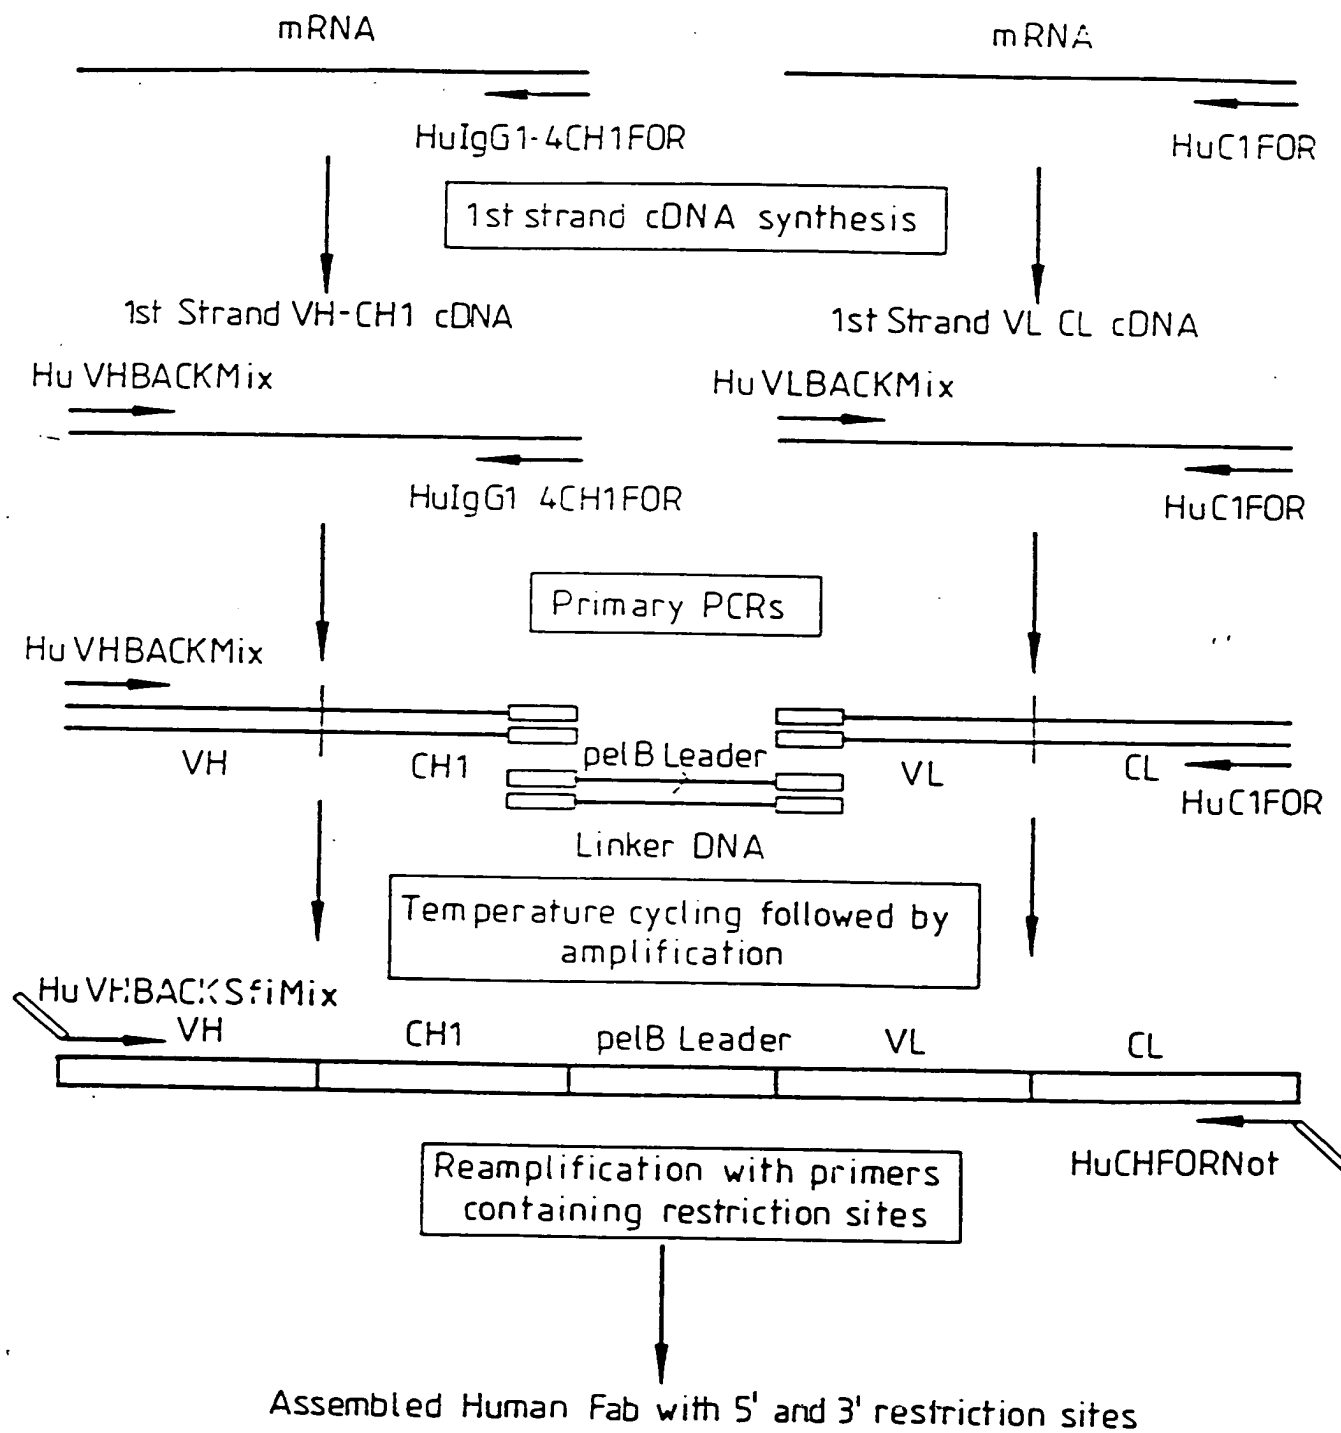 mRNA
mRNA
HuIgG1-4CH1FOR
HuC1FOR
1st strand cDNA synthesis
1st Strand VH-CH1 cDNA
1st Strand VL CL cDNA
Hu VHBACKMix
Hu VLBACKMix
HuIgG1 4CH1FOR
HuC1FOR
Primary PCRs
Hu VHBACKMix
VH
CH1
pelB Leader
VL
CL
HuC1FOR
Linker DNA
Temperature cycling followed by
amplification
Hu VHBACKSfiMix
VH
CH1
pelB Leader
VL
CL
HuCHFORNot
Reamplification with primers
containing restriction sites
Assembled Human Fab with 5' and 3' restriction sites